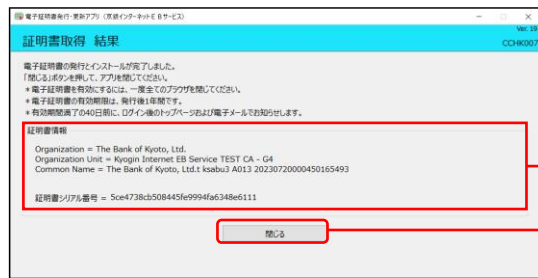 電子証明書発行・更新アプリ（京銀インターネットＥＢサービス）
Ver. 19
証明書取得 結果
CCHK007
電子証明書の発行とインストールが完了しました。
「閉じる」ボタンを押して、アプリを閉じてください。
＊電子証明書を有効にするには、一度全てのブラウザを閉じてください。
＊電子証明書の有効期限は、発行後1年間です。
＊有効期間満了の40日前に、ログイン後のトップページおよび電子メールでお知らせします。
証明書情報
Organization = The Bank of Kyoto, Ltd.
Organization Unit = Kyogin Internet EB Service TEST CA - G4
Common Name = The Bank of Kyoto, Ltd.t ksabu3 A013 20230720000450165493
証明書シリアル番号 = 5ce4738cb508445fe9994fa6348e6111
閉じる